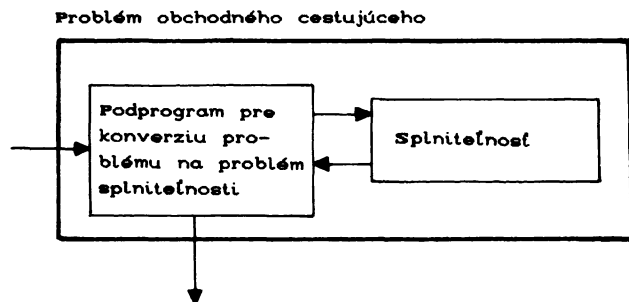 Problém obchodného cestujúceho
Podprogram pre
konverziu pro-
blému na problém
splniteľnosti
Splniteľnosť